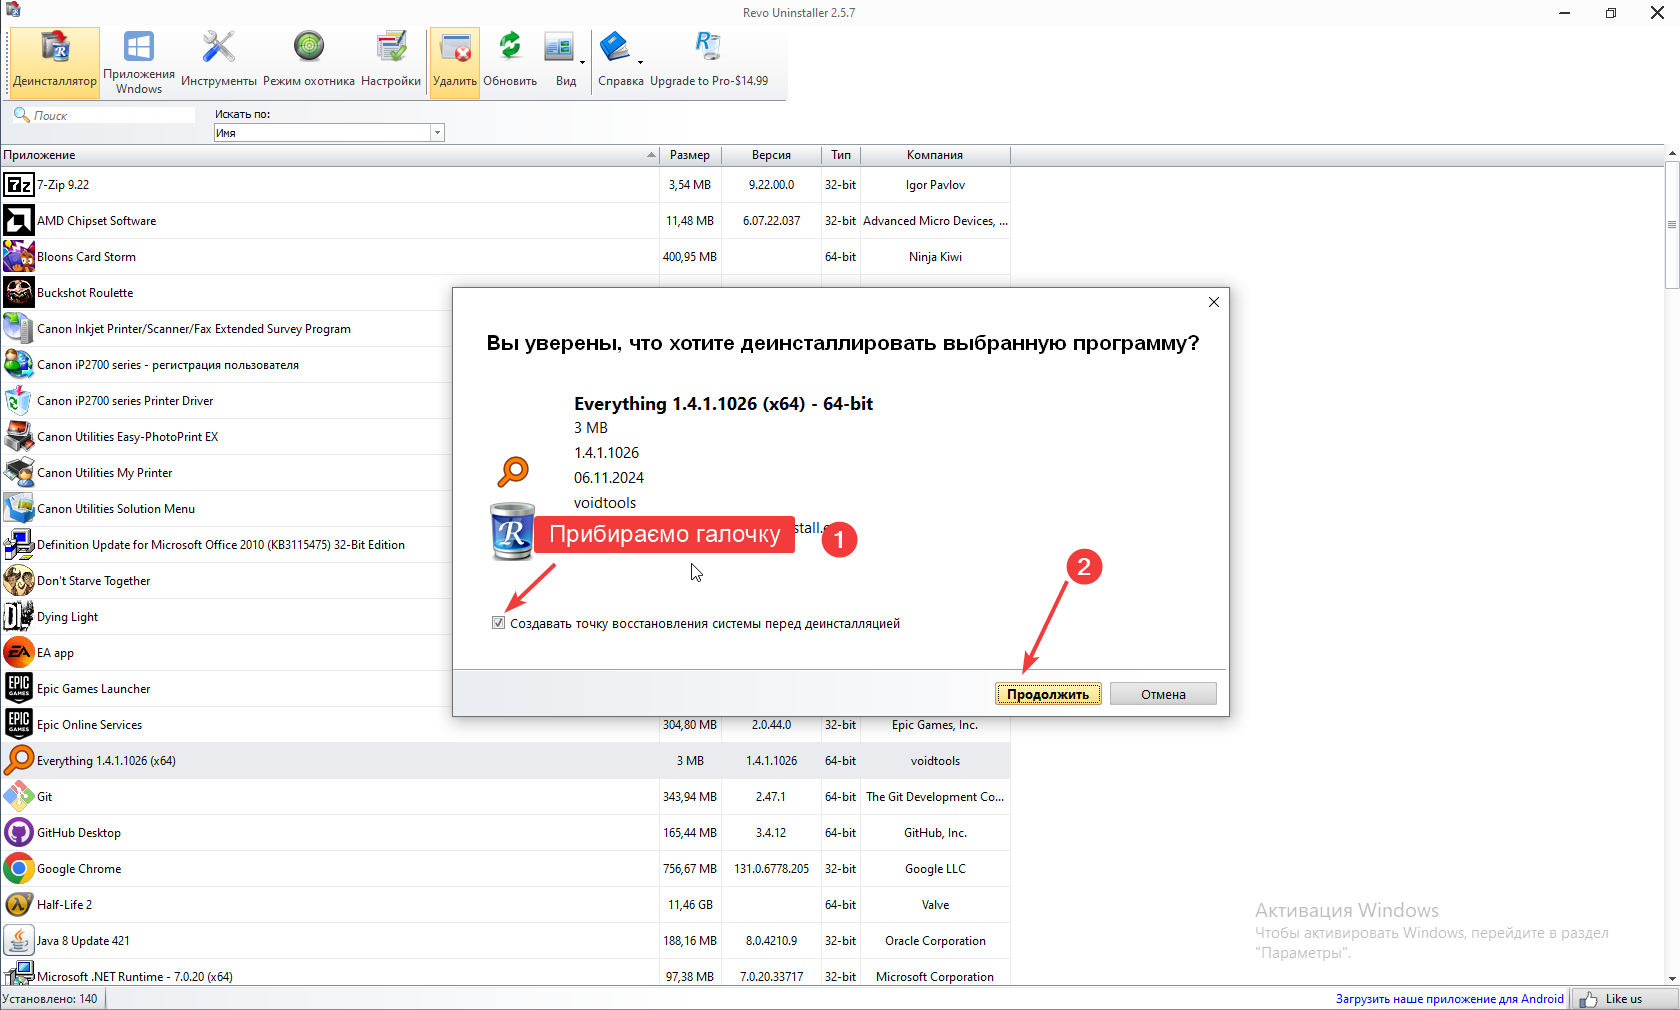 Revo Uninstaller 2.5.7
Деинсталлятор
Приложения Wndows
Инструменты
Режим охотника
Настройки
Удалить
Обновить
Вид
Справка
Upgrade to Pro-$14.99
Поиск
Искать по:
Имя
Приложение Размер Версия Тип Компания
7-Zip 9.22 3,54 MB 9.22.00.0 32-bit Igor Pavlov
AMD Chipset Software 11,48 MB 6.07.22.037 32-bit Advanced Micro Devices, ...
Bloons Card Storm 400,95 MB 64-bit Ninja Kiwi
Buckshot Roulette
Canon Inkjet Printer/Scanner/Fax Extended Survey Program
Canon iP2700 series - регистрация пользователя
Canon iP2700 series Printer Driver
Canon Utilities Easy-PhotoPrint EX
Canon Utilities My Printer
Canon Utilities Solution Menu
Definition Update for Microsoft Office 2010 (KB3115475) 32-Bit Edition
Don't Starve Together
Dying Light
EA app
Epic Games Launcher
Epic Online Services 304,80 MB 2.0.44.0 32-bit Epic Games, Inc.
Everything 1.4.1.1026 (x64) 3 MB 1.4.1.1026 64-bit voidtools
Git 343,94 MB 2.47.1 64-bit The Git Development Co...
GitHub Desktop 165,44 MB 3.4.12 64-bit GitHub, Inc.
Google Chrome 756,67 MB 131.0.6778.205 32-bit Google LLC
Half-Life 2 11,46 GB 64-bit Valve
Java 8 Update 421 188,16 MB 8.0.4210.9 32-bit Oracle Corporation
Microsoft .NET Runtime - 7.0.20 (x64) 97,38 MB 7.0.20.33717 32-bit Microsoft Corporation
Вы уверены, что хотите деинсталлировать выбранную программу?
Everything 1.4.1.1026 (x64) - 64-bit
3 MB
1.4.1.1026
06.11.2024
voidtools
Прибираємо галочку
1
2
Создавать точку восстановления системы перед деинсталляцией
Продолжить
Отмена
Активация Windows
Чтобы активировать Windows, перейдите в раздел
"Параметры".
Установлено: 140
Загрузить наше приложение для Android
Like us